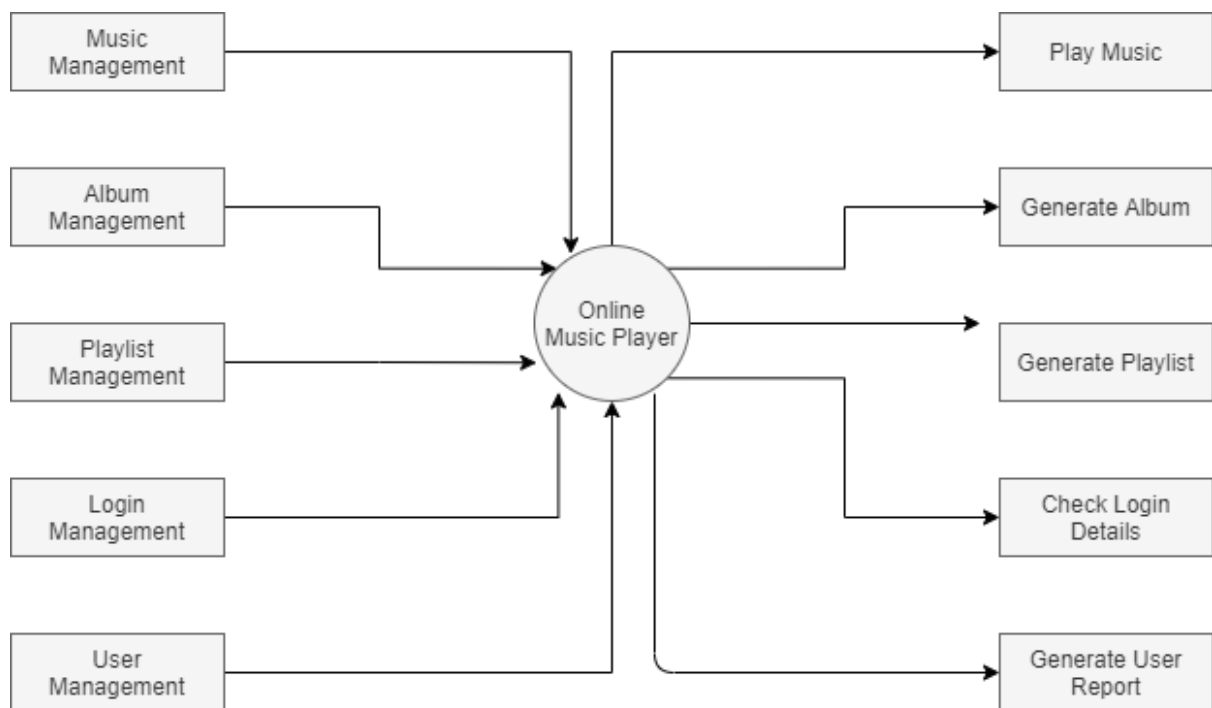 Music
Management
Play Music
Album
Management
Generate Album
Online
Music Player
Playlist
Management
Generate Playlist
Login
Management
Check Login
Details
User
Management
Generate User
Report